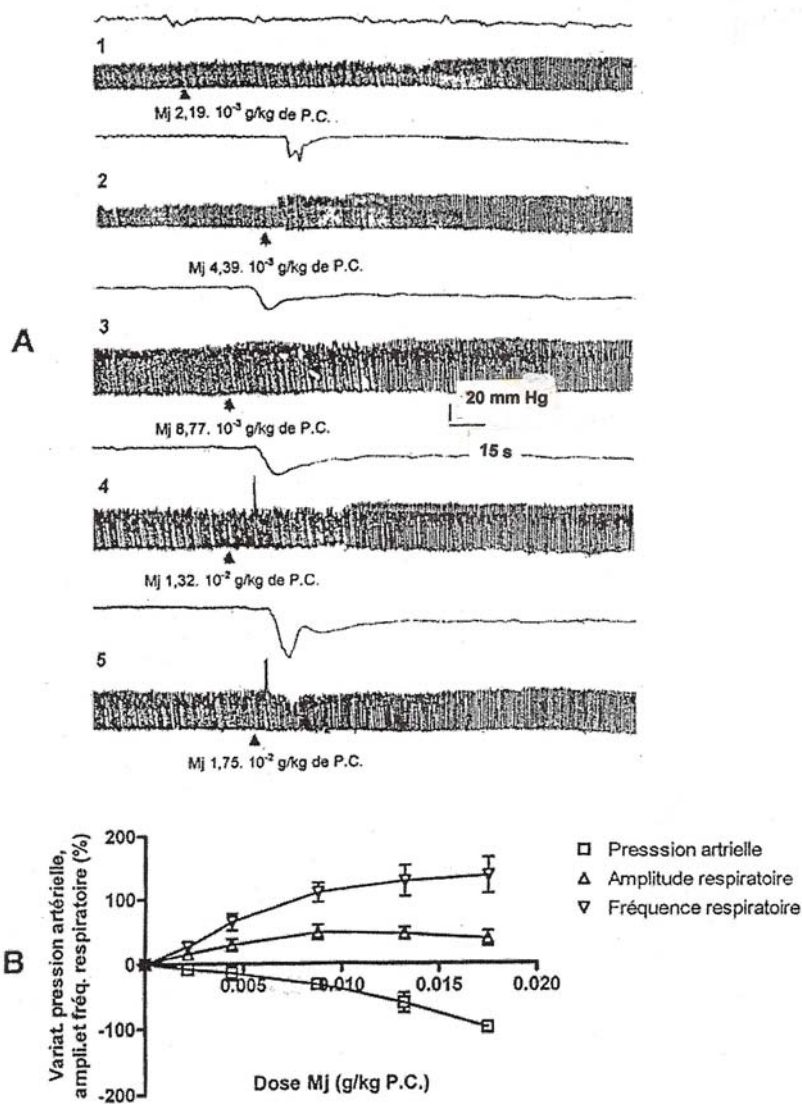 1
Mj 2,19. 10⁻³ g/kg de P.C.
2
Mj 4,39. 10⁻³ g/kg de P.C.
A
3
20 mm Hg
Mj 8,77. 10⁻³ g/kg de P.C.
15 s
4
Mj 1,32. 10⁻² g/kg de P.C.
5
Mj 1,75. 10⁻² g/kg de P.C.
B
Variat. pression artérielle,
ampli.et fréq. respiratoire (%)
200
100
0
-100
-200
0.005
0.010
0.015
0.020
Dose Mj (g/kg P.C.)
Presssion artrielle
Amplitude respiratoire
Fréquence respiratoire